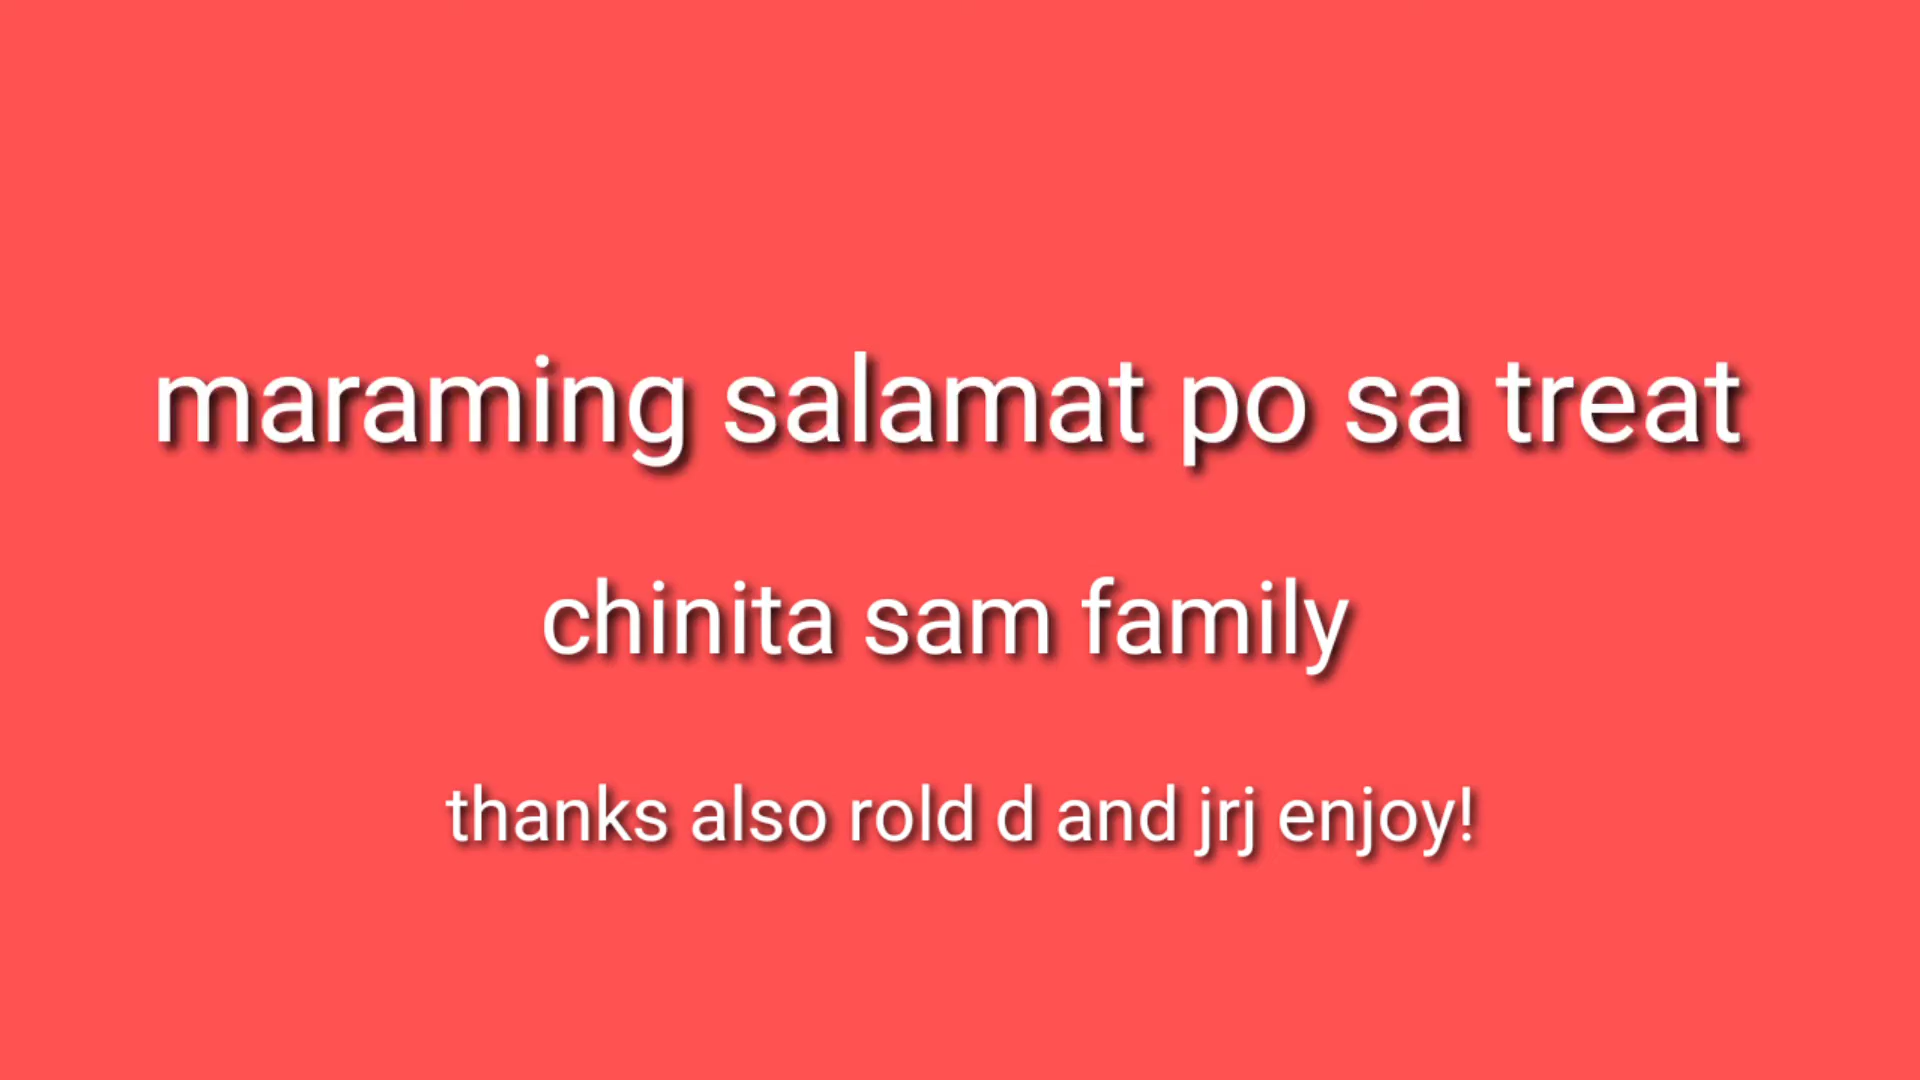 maraming salamat po sa treat
chinita sam family
thanks also rold d and jrj enjoy!